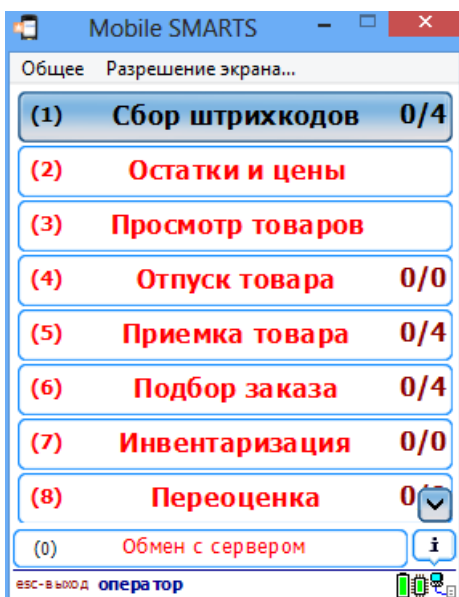 Mobile SMARTS
Общее Разрешение экрана...
(1) Сбор штрихкодов 0/4
(2) Остатки и цены
(3) Просмотр товаров
(4) Отпуск товара 0/0
(5) Приемка товара 0/4
(6) Подбор заказа 0/4
(7) Инвентаризация 0/0
(8) Переоценка
(0) Обмен с сервером i
esc-выход оператор